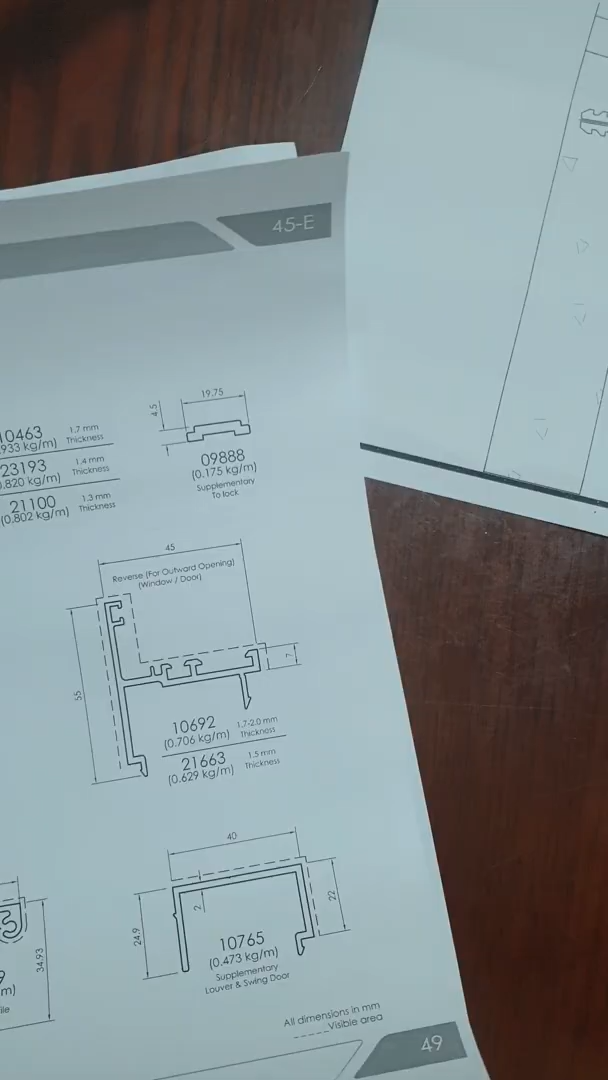 45-E
19.75
4.5
10463
1.7 mm
Thickness
.933 kg/m)
23193
1.4 mm
Thickness
.820 kg/m)
21100
1.3 mm
Thickness
(0.802 kg/m)
09888
(0.175 kg/m)
Supplementary
To lock
45
Reverse (For Outward Opening)
(Window / Door)
55
7
10692
1.7-2.0 mm
(0.706 kg/m)
Thickness
21663
1.5 mm
(0.629 kg/m)
Thickness
40
24.9
2
22
10765
(0.473 kg/m)
Supplementary
Louver & Swing Door
34.93
9
m)
ile
All dimensions in mm
Visible area
49